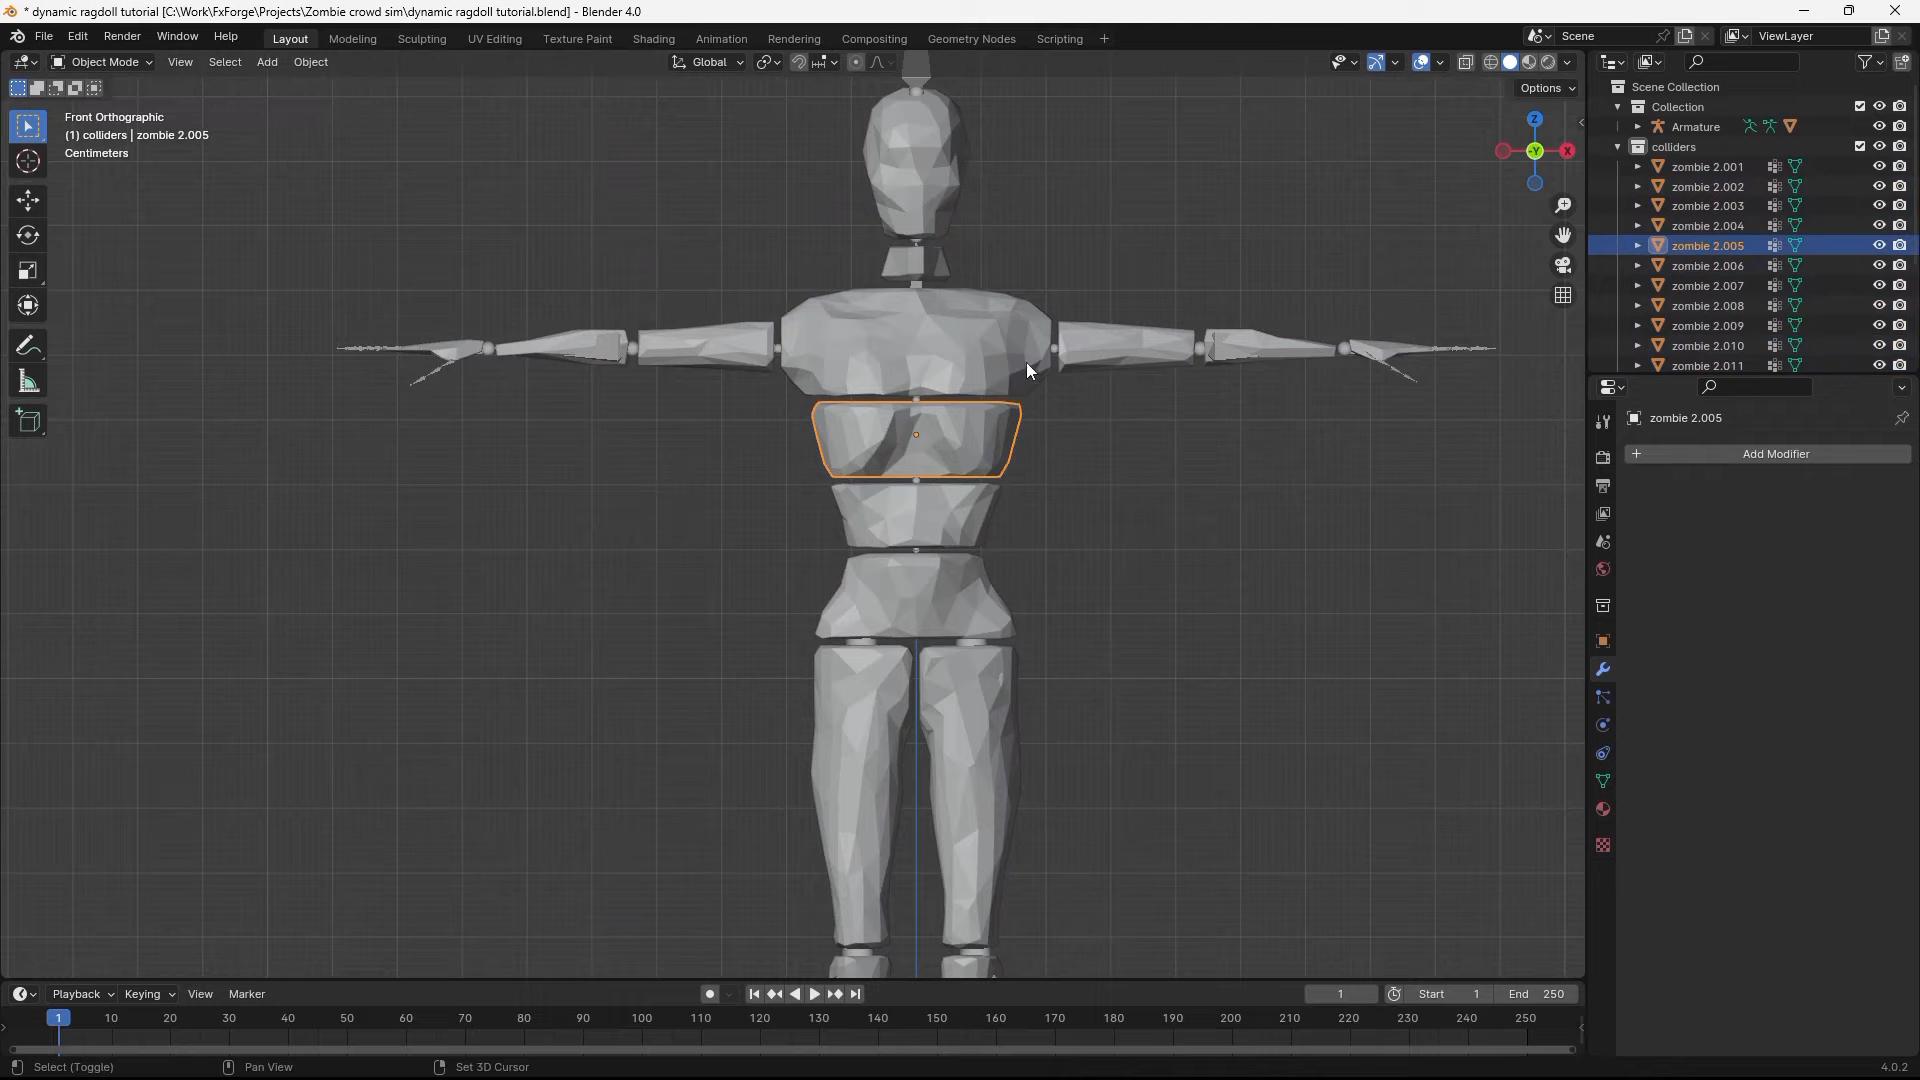 * dynamic ragdoll tutorial [C:\Work\FxForge\Projects\Zombie crowd sim\dynamic ragdoll tutorial.blend] - Blender 4.0
File Edit Render Window Help Layout Modeling Sculpting UV Editing Texture Paint Shading Animation Rendering Compositing Geometry Nodes Scripting + Scene ViewLayer
Object Mode View Select Add Object Global
Options
Front Orthographic
(1) colliders | zombie 2.005
Centimeters
Z
-Y X
Scene Collection
Collection
Armature
colliders
zombie 2.001
zombie 2.002
zombie 2.003
zombie 2.004
zombie 2.005
zombie 2.006
zombie 2.007
zombie 2.008
zombie 2.009
zombie 2.010
zombie 2.011
zombie 2.005
+ Add Modifier
Playback Keying View Marker 1 Start 1 End 250
1 10 20 30 40 50 60 70 80 90 100 110 120 130 140 150 160 170 180 190 200 210 220 230 240 250
Select (Toggle) Pan View Set 3D Cursor 4.0.2